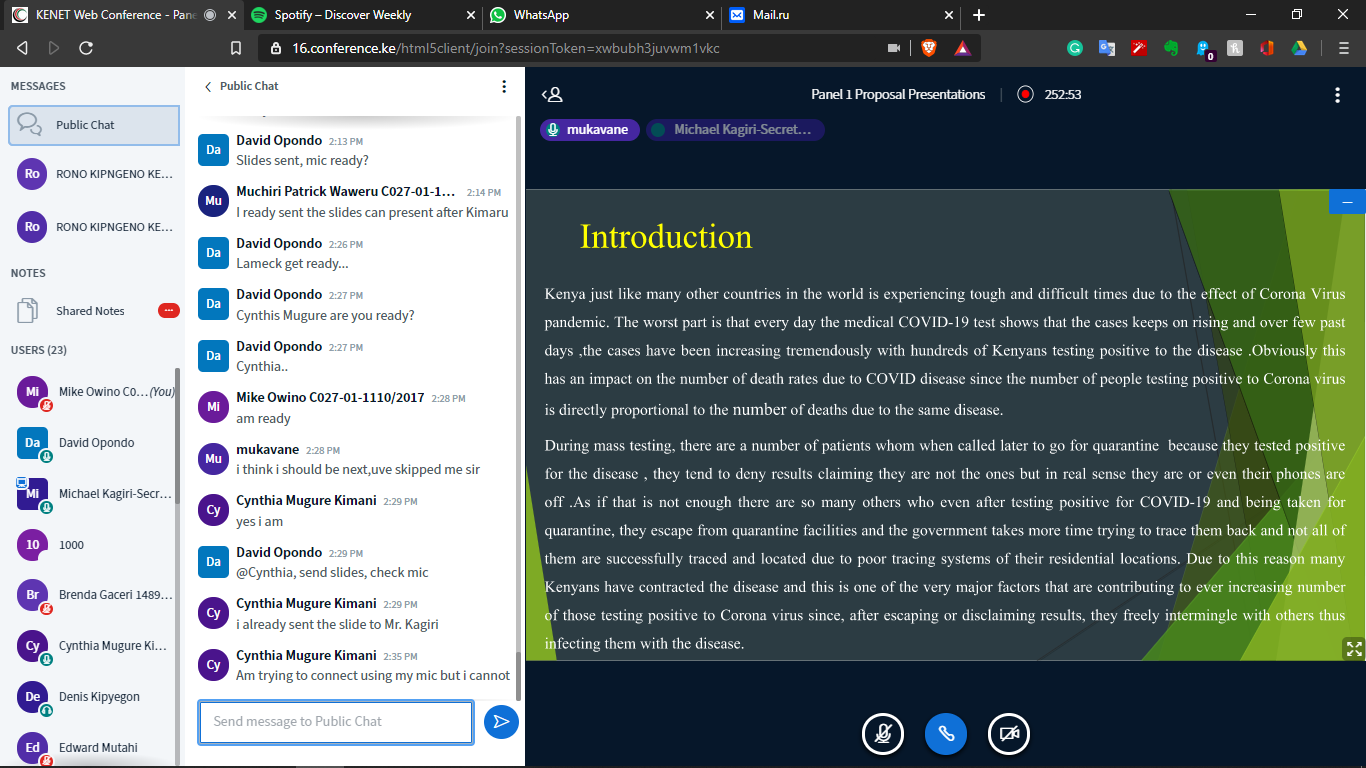 KENET Web Conference - Pane
Spotify – Discover Weekly
WhatsApp
Mail.ru
16.conference.ke/html5client/join?sessionToken=xwbubh3juvwm1vkc
0
MESSAGES
Public Chat
Ro
RONO KIPNGENO KE...
Ro
RONO KIPNGENO KE...
NOTES
Shared Notes
...
USERS (23)
Mi
Mike Owino C0...(You)
Da
David Opondo
Mi
Michael Kagiri-Secr...
10
1000
Br
Brenda Gaceri 1489...
Cy
Cynthia Mugure Ki...
De
Denis Kipyegon
Ed
Edward Mutahi
Public Chat
Da
David Opondo 2:13 PM
Slides sent, mic ready?
Mu
Muchiri Patrick Waweru C027-01-1... 2:14 PM
I ready sent the slides can present after Kimaru
Da
David Opondo 2:26 PM
Lameck get ready...
Da
David Opondo 2:27 PM
Cynthis Mugure are you ready?
Da
David Opondo 2:27 PM
Cynthia..
Mi
Mike Owino C027-01-1110/2017 2:28 PM
am ready
Mu
mukavane 2:28 PM
i think i should be next,uve skipped me sir
Cy
Cynthia Mugure Kimani 2:29 PM
yes i am
Da
David Opondo 2:29 PM
@Cynthia, send slides, check mic
Cy
Cynthia Mugure Kimani 2:29 PM
i already sent the slide to Mr. Kagiri
Cy
Cynthia Mugure Kimani 2:35 PM
Am trying to connect using my mic but i cannot
Send message to Public Chat
Panel 1 Proposal Presentations | 252:53
mukavane
Michael Kagiri-Secret...
Introduction
Kenya just like many other countries in the world is experiencing tough and difficult times due to the effect of Corona Virus
pandemic. The worst part is that every day the medical COVID-19 test shows that the cases keeps on rising and over few past
days ,the cases have been increasing tremendously with hundreds of Kenyans testing positive to the disease .Obviously this
has an impact on the number of death rates due to COVID disease since the number of people testing positive to Corona virus
is directly proportional to the number of deaths due to the same disease.
During mass testing, there are a number of patients whom when called later to go for quarantine because they tested positive
for the disease , they tend to deny results claiming they are not the ones but in real sense they are or even their phones are
off .As if that is not enough there are so many others who even after testing positive for COVID-19 and being taken for
quarantine, they escape from quarantine facilities and the government takes more time trying to trace them back and not all of
them are successfully traced and located due to poor tracing systems of their residential locations. Due to this reason many
Kenyans have contracted the disease and this is one of the very major factors that are contributing to ever increasing number
of those testing positive to Corona virus since, after escaping or disclaiming results, they freely intermingle with others thus
infecting them with the disease.